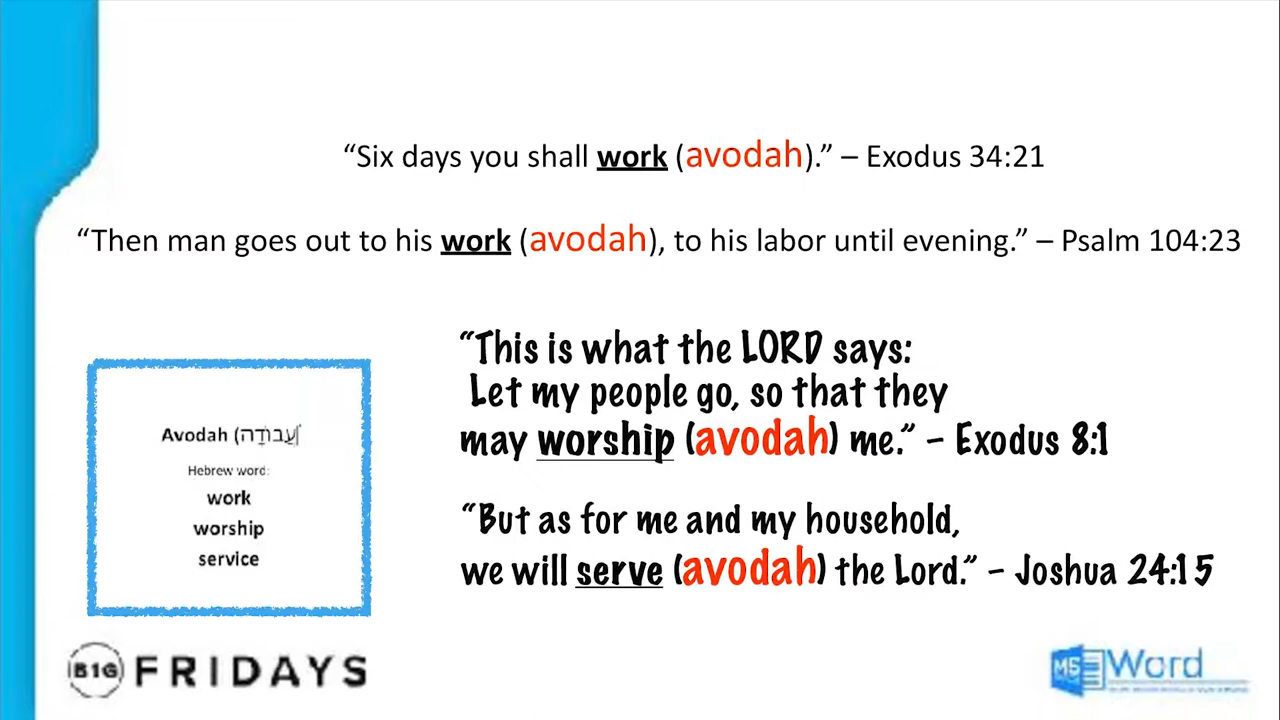 “Six days you shall work (avodah).” – Exodus 34:21
“Then man goes out to his work (avodah), to his labor until evening.” – Psalm 104:23
“This is what the LORD says:
Let my people go, so that they
may worship (avodah) me.” – Exodus 8:1
“But as for me and my household,
we will serve (avodah) the Lord.” – Joshua 24:15
Avodah (עֲבוֹדָה
Hebrew word:
work
worship
service
B1G FRIDAYS
MS Word